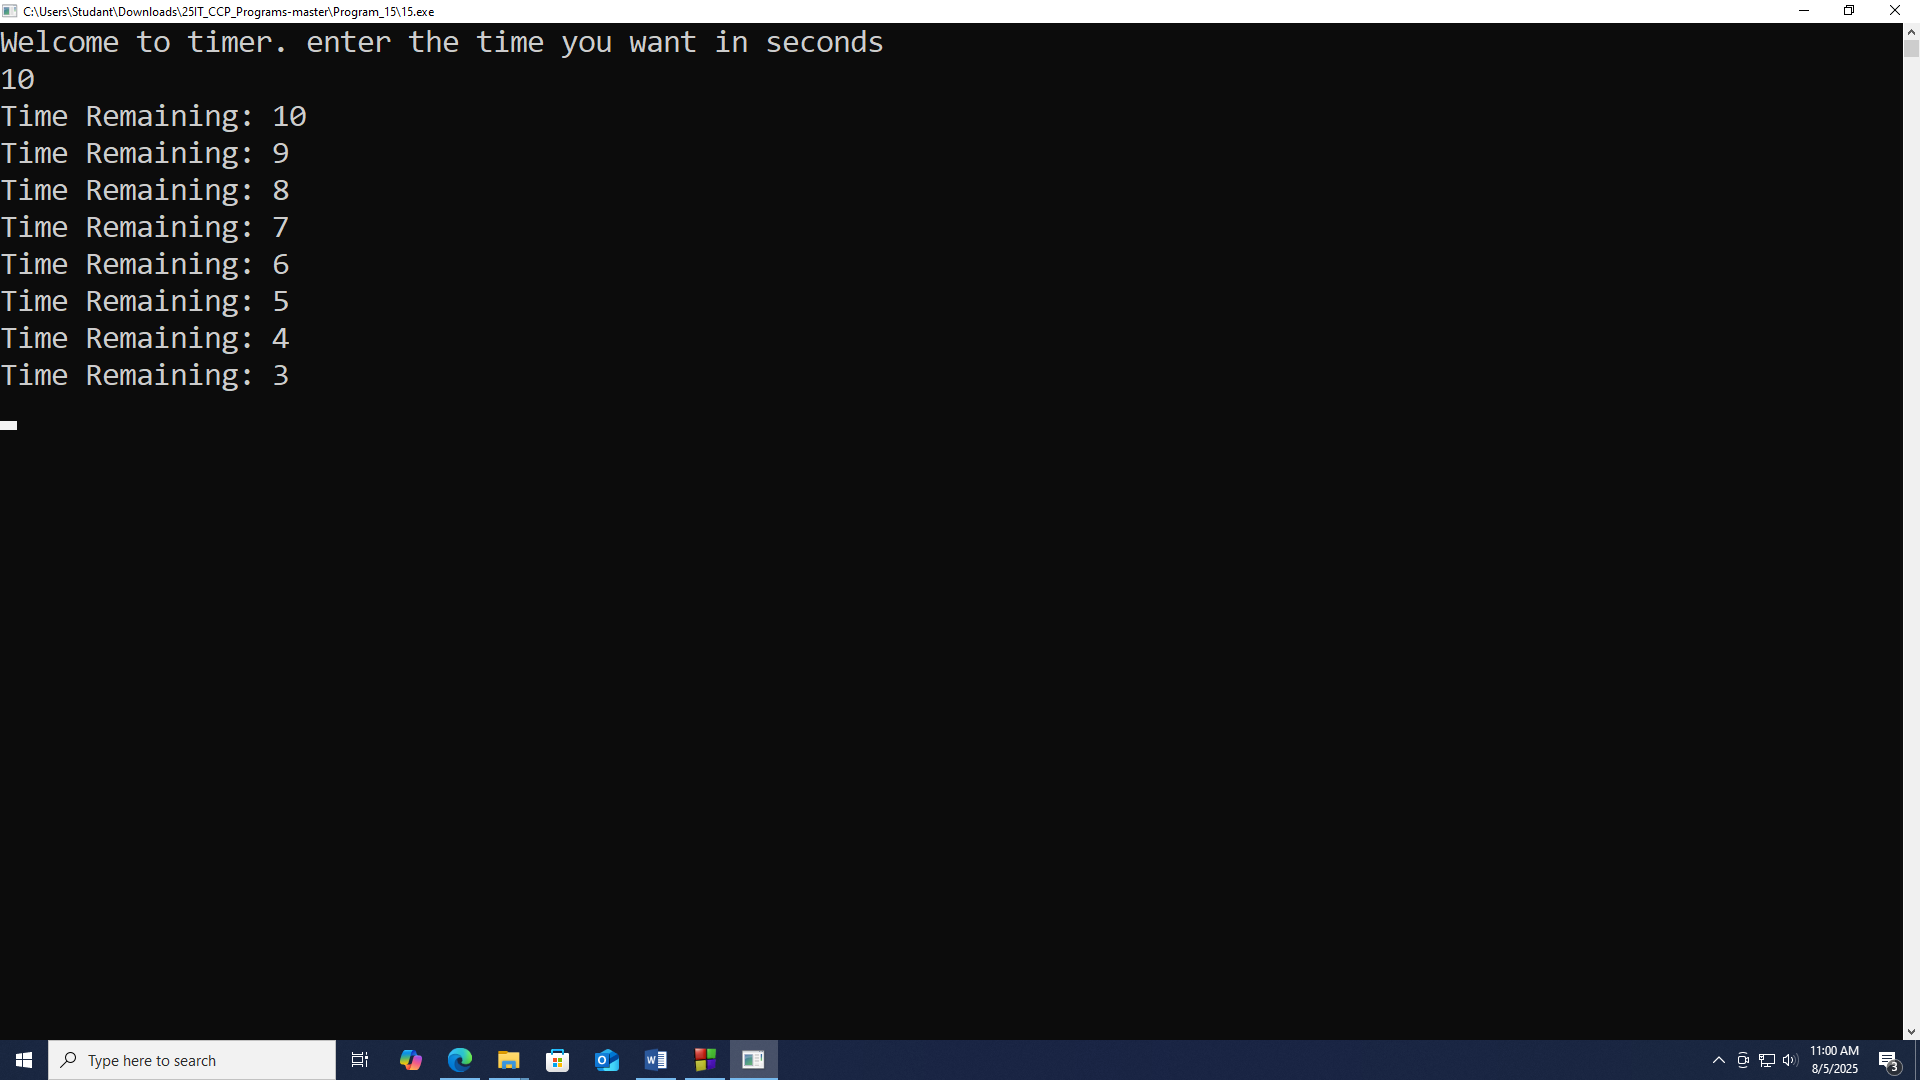 C:\Users\Studant\Downloads\25IT_CCP_Programs-master\Program_15\15.exe
Welcome to timer. enter the time you want in seconds
10
Time Remaining: 10
Time Remaining: 9
Time Remaining: 8
Time Remaining: 7
Time Remaining: 6
Time Remaining: 5
Time Remaining: 4
Time Remaining: 3
Type here to search
11:00 AM
8/5/2025
3